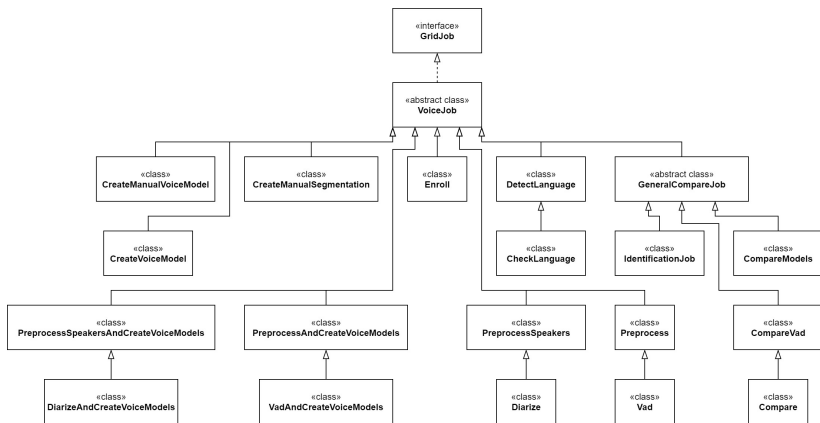 «interface»
GridJob
«abstract class»
VoiceJob
«class»
CreateManualVoiceModel
«class»
CreateManualSegmentation
«class»
Enroll
«class»
DetectLanguage
«abstract class»
GeneralCompareJob
«class»
CreateVoiceModel
«class»
CheckLanguage
«class»
IdentificationJob
«class»
CompareModels
«class»
PreprocessSpeakersAndCreateVoiceModels
«class»
PreprocessAndCreateVoiceModels
«class»
PreprocessSpeakers
«class»
Preprocess
«class»
CompareVad
«class»
DiarizeAndCreateVoiceModels
«class»
VadAndCreateVoiceModels
«class»
Diarize
«class»
Vad
«class»
Compare